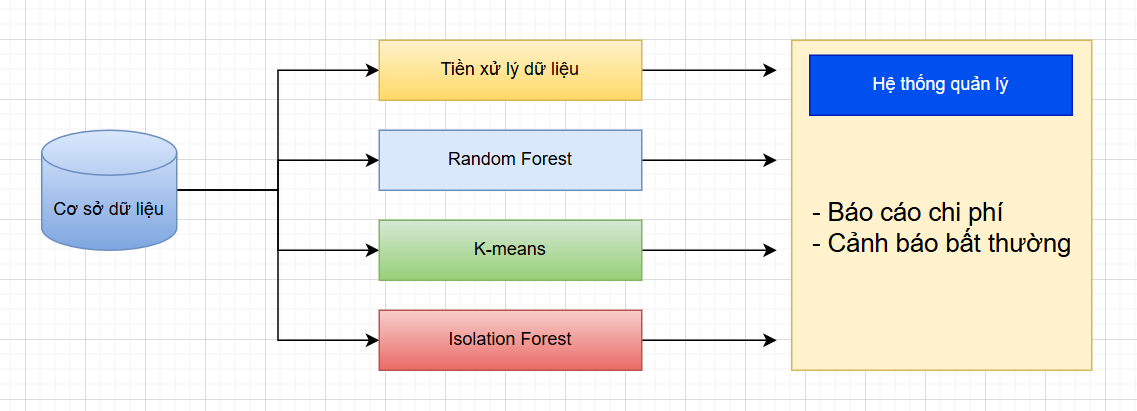 Cơ sở dữ liệu
Tiền xử lý dữ liệu
Random Forest
K-means
Isolation Forest
Hệ thống quản lý
- Báo cáo chi phí
- Cảnh báo bất thường